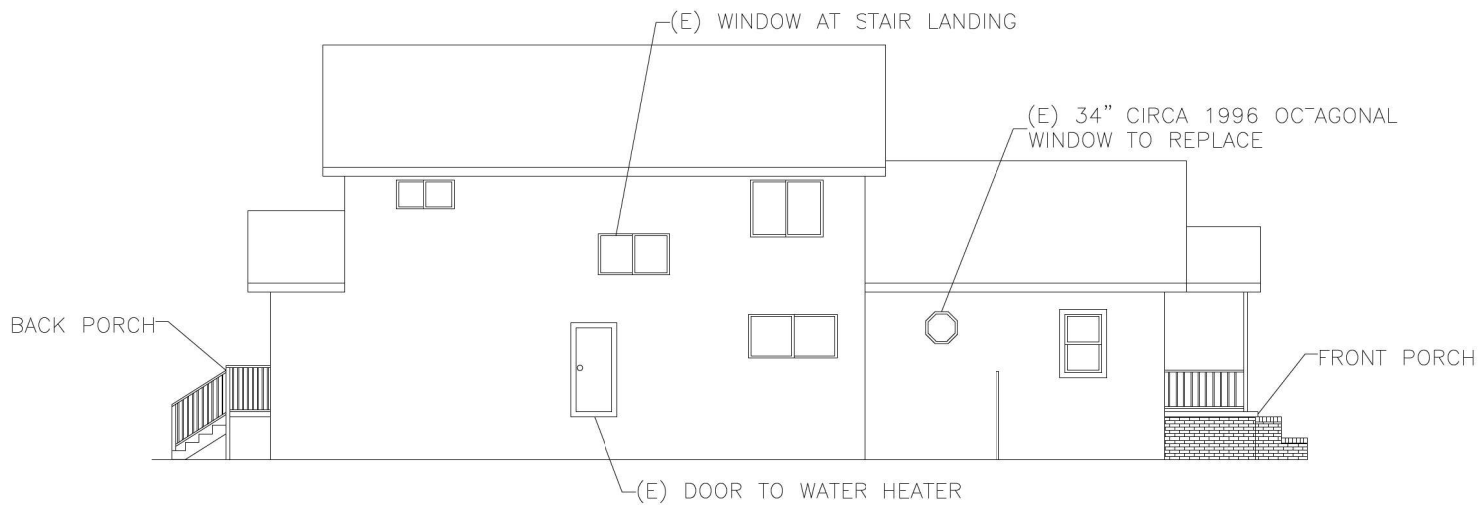 (E) WINDOW AT STAIR LANDING
(E) 34” CIRCA 1996 OCTAGONAL
WINDOW TO REPLACE
BACK PORCH
FRONT PORCH
(E) DOOR TO WATER HEATER